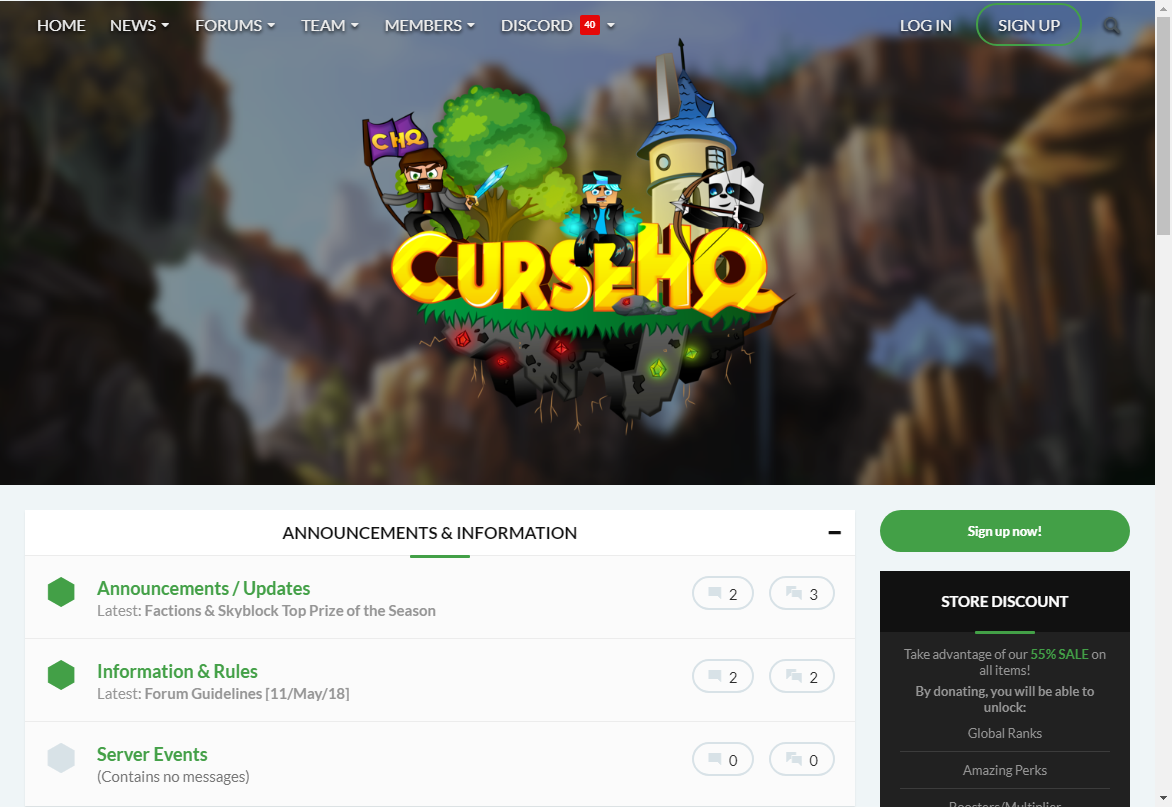 HOME NEWS FORUMS TEAM MEMBERS DISCORD 40 LOG IN SIGN UP
CHQ
CURSEHQ
ANNOUNCEMENTS & INFORMATION
Announcements / Updates
Latest: Factions & Skyblock Top Prize of the Season
2 3
Information & Rules
Latest: Forum Guidelines [11/May/18]
2 2
Server Events
(Contains no messages)
0 0
Sign up now!
STORE DISCOUNT
Take advantage of our 55% SALE on
all items!
By donating, you will be able to
unlock:
Global Ranks
Amazing Perks
Boosters/Multiplier